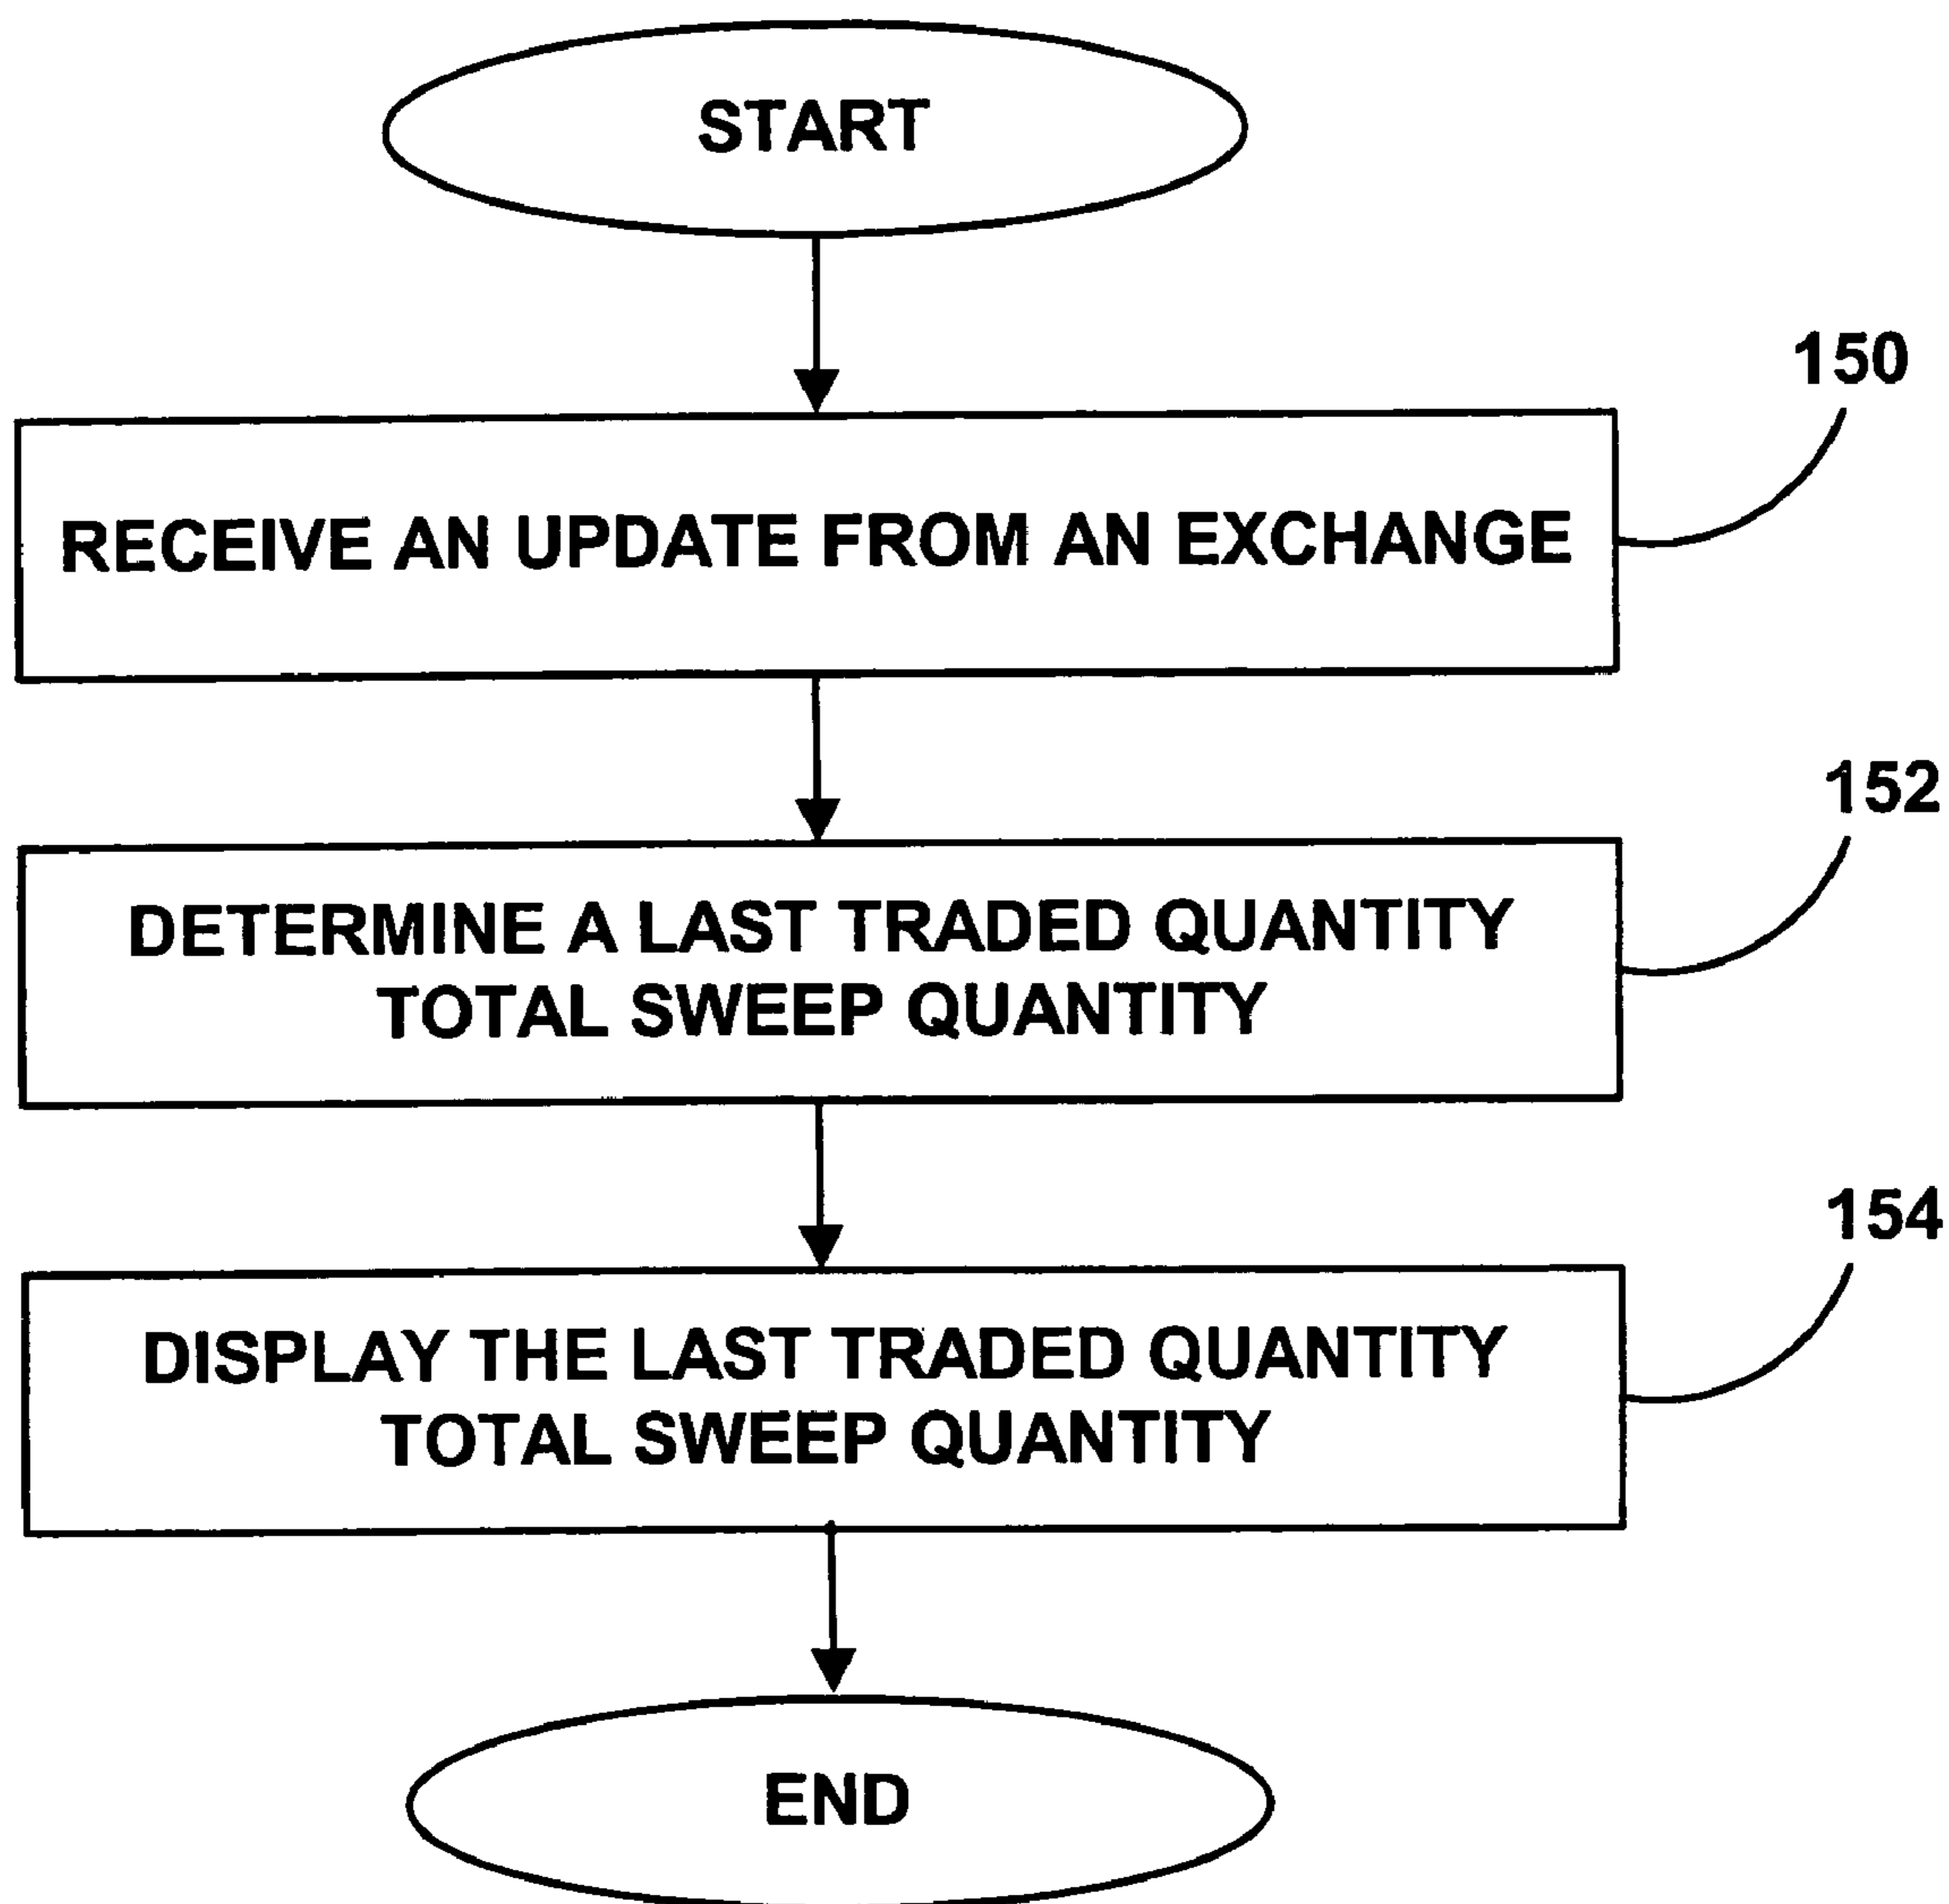 START
150
RECEIVE AN UPDATE FROM AN EXCHANGE
152
DETERMINE A LAST TRADED QUANTITY
TOTAL SWEEP QUANTITY
154
DISPLAY THE LAST TRADED QUANTITY
TOTAL SWEEP QUANTITY
END